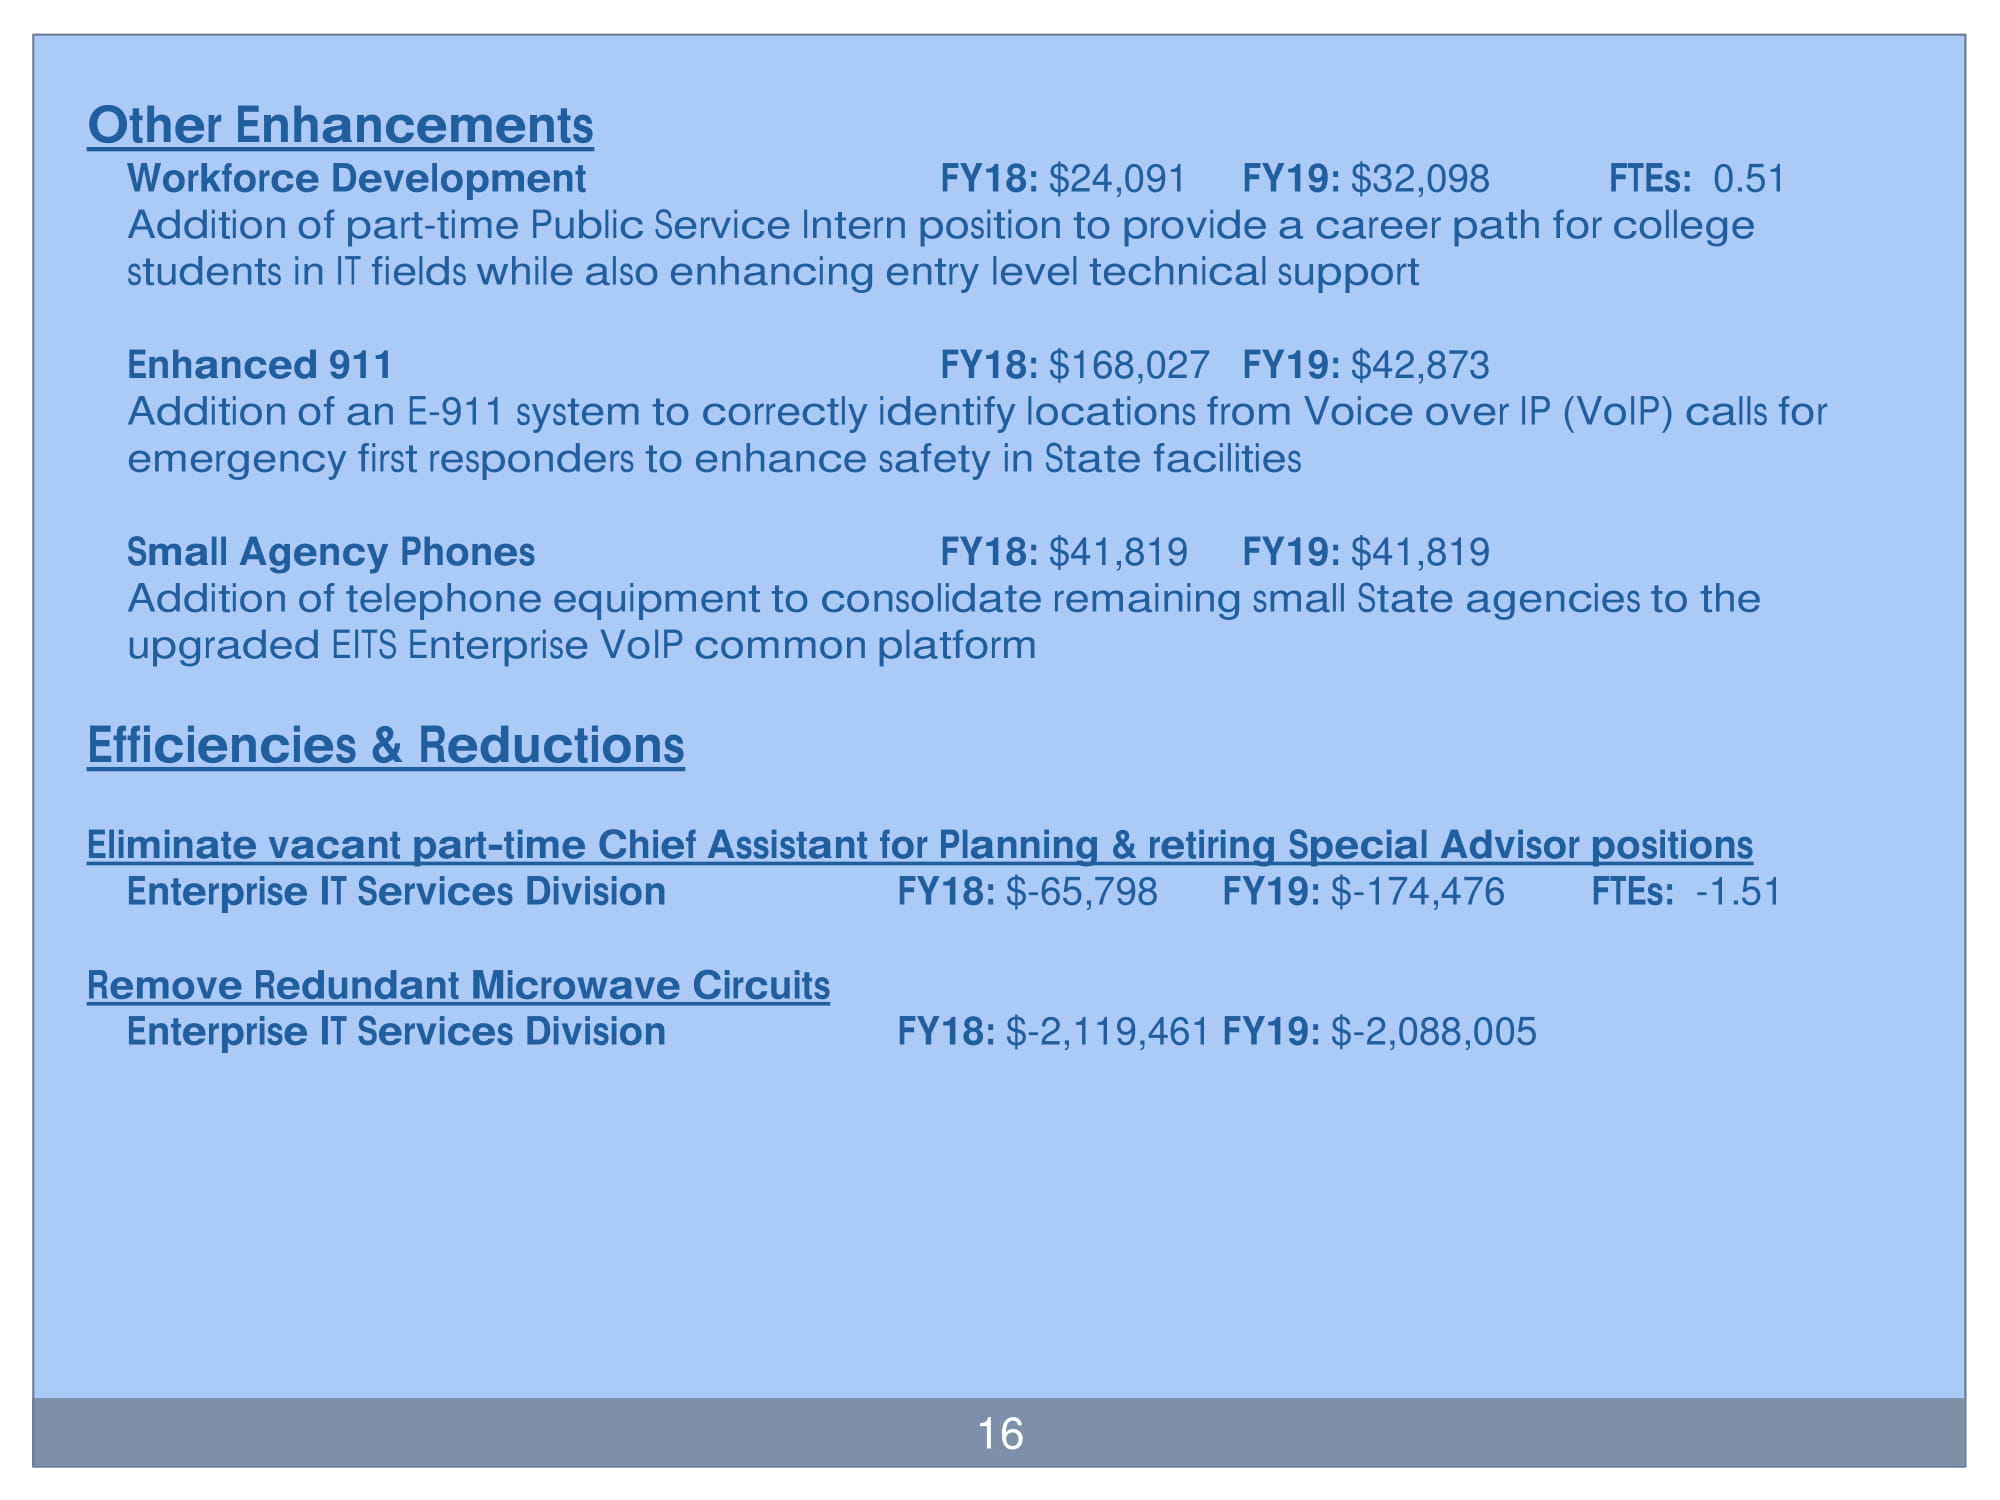 Other Enhancements
Workforce Development FY18: $24,091 FY19: $32,098 FTEs: 0.51
Addition of part-time Public Service Intern position to provide a career path for college
students in IT fields while also enhancing entry level technical support
Enhanced 911 FY18: $168,027 FY19: $42,873
Addition of an E-911 system to correctly identify locations from Voice over IP (VoIP) calls for
emergency first responders to enhance safety in State facilities
Small Agency Phones FY18: $41,819 FY19: $41,819
Addition of telephone equipment to consolidate remaining small State agencies to the
upgraded EITS Enterprise VoIP common platform
Efficiencies & Reductions
Eliminate vacant part-time Chief Assistant for Planning & retiring Special Advisor positions
Enterprise IT Services Division FY18: $-65,798 FY19: $-174,476 FTEs: -1.51
Remove Redundant Microwave Circuits
Enterprise IT Services Division FY18: $-2,119,461 FY19: $-2,088,005
16